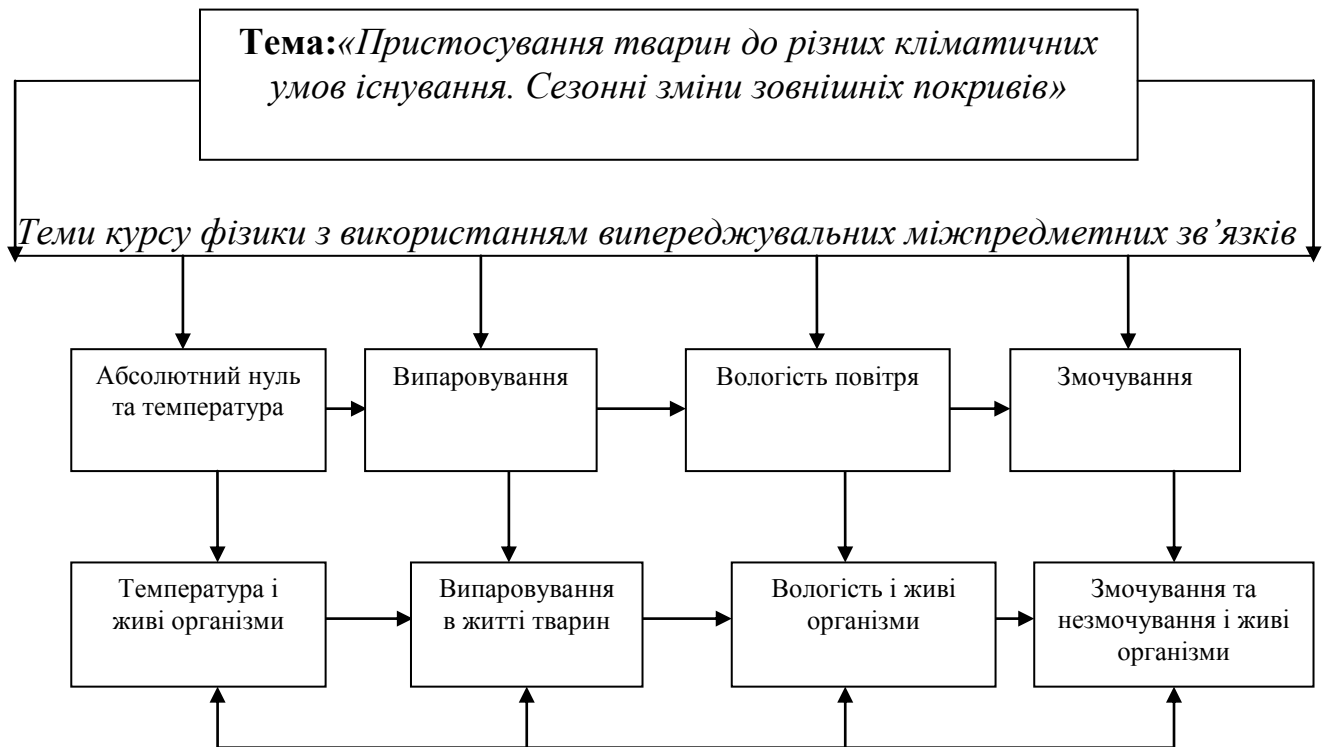 Тема:«Пристосування тварин до різних кліматичних
умов існування. Сезонні зміни зовнішніх покривів»
Теми курсу фізики з використанням випереджувальних міжпредметних зв’язків
Абсолютний нуль
та температура
Випаровування
Вологість повітря
Змочування
Температура і
живі організми
Випаровування
в житті тварин
Вологість і живі
організми
Змочування та
незмочування і живі
організми